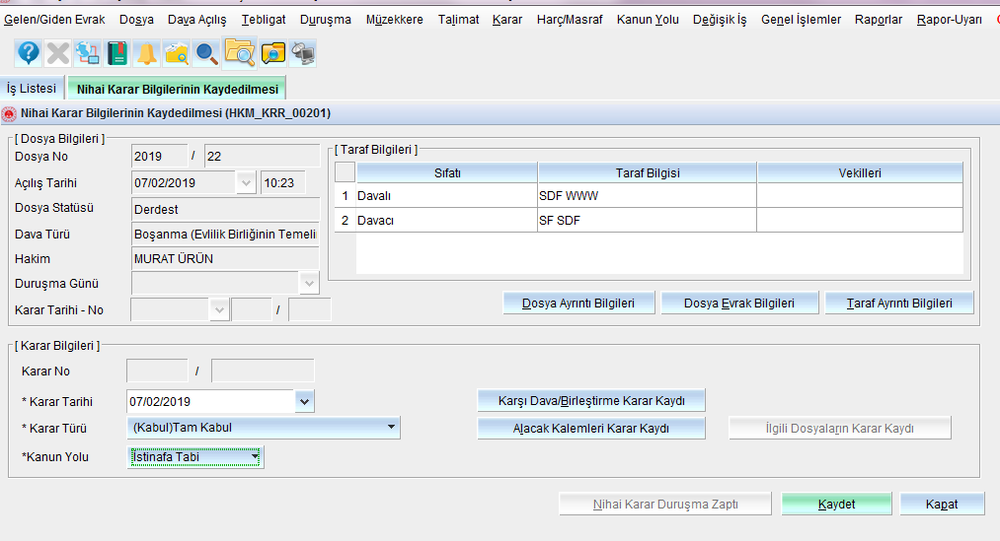 Gelen/Giden Evrak Dosya Dava Açılış Tebligat Duruşma Müzekkere Talimat Karar Harç/Masraf Kanun Yolu Değişik İş Genel İşlemler Raporlar Rapor-Uyarı
İş Listesi Nihai Karar Bilgilerinin Kaydedilmesi
Nihai Karar Bilgilerinin Kaydedilmesi (HKM_KRR_00201)
[ Dosya Bilgileri ]
Dosya No 2019 / 22
Açılış Tarihi 07/02/2019 10:23
Dosya Statüsü Derdest
Dava Türü Boşanma (Evlilik Birliğinin Temeli
Hakim MURAT ÜRÜN
Duruşma Günü
Karar Tarihi - No /
[ Taraf Bilgileri ]
Sıfatı Taraf Bilgisi Vekilleri
1 Davalı SDF WWW
2 Davacı SF SDF
Dosya Ayrıntı Bilgileri Dosya Evrak Bilgileri Taraf Ayrıntı Bilgileri
[ Karar Bilgileri ]
Karar No /
* Karar Tarihi 07/02/2019 Karşı Dava/Birleştirme Karar Kaydı
* Karar Türü (Kabul)Tam Kabul Alacak Kalemleri Karar Kaydı İlgili Dosyaların Karar Kaydı
*Kanun Yolu İstinafa Tabi
Nihai Karar Duruşma Zaptı Kaydet Kapat